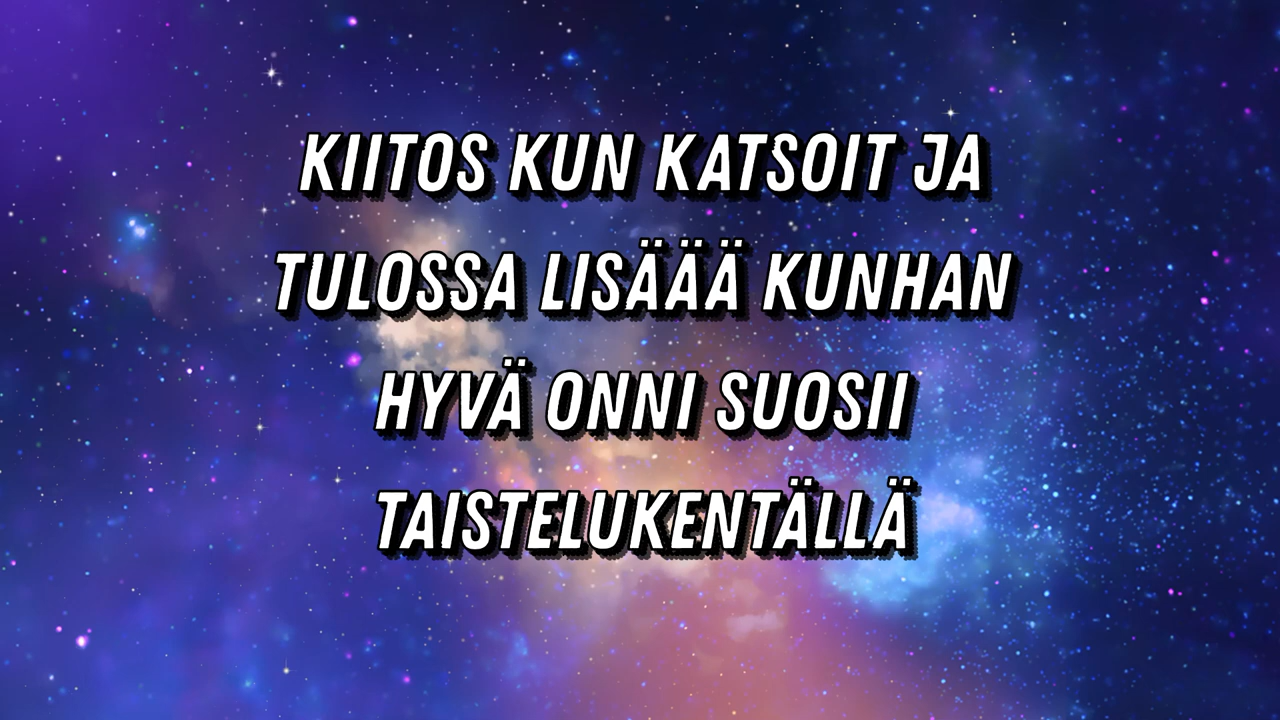 KIITOS KUN KATSOIT JA
TULOSSA LISÄÄÄ KUNHAN
HYVÄ ONNI SUOSII
TAISTELUKENTÄLLÄ